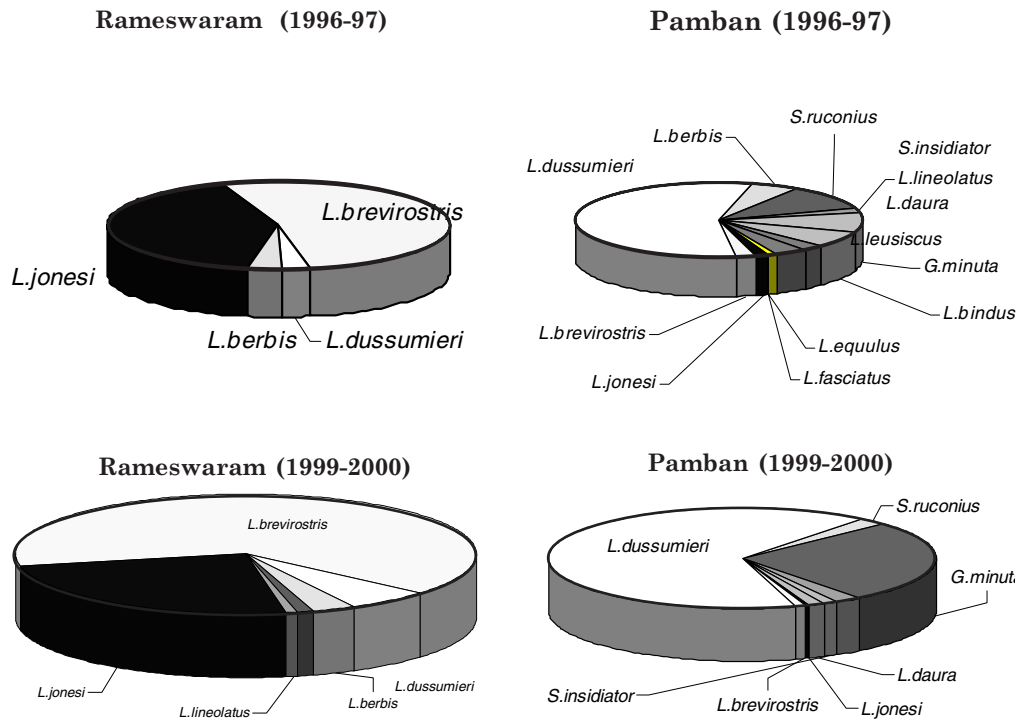 Rameswaram (1996-97)
L.brevirostris
L.jonesi
L.berbis
L.dussumieri
Pamban (1996-97)
S.ruconius
L.berbis
S.insidiator
L.dussumieri
L.lineolatus
L.daura
L.leusiscus
G.minuta
L.bindus
L.brevirostris
L.equulus
L.jonesi
L.fasciatus
Rameswaram (1999-2000)
L.brevirostris
L.jonesi
L.dussumieri
L.berbis
L.lineolatus
Pamban (1999-2000)
S.ruconius
L.dussumieri
G.minuta
L.daura
S.insidiator
L.brevirostris
L.jonesi